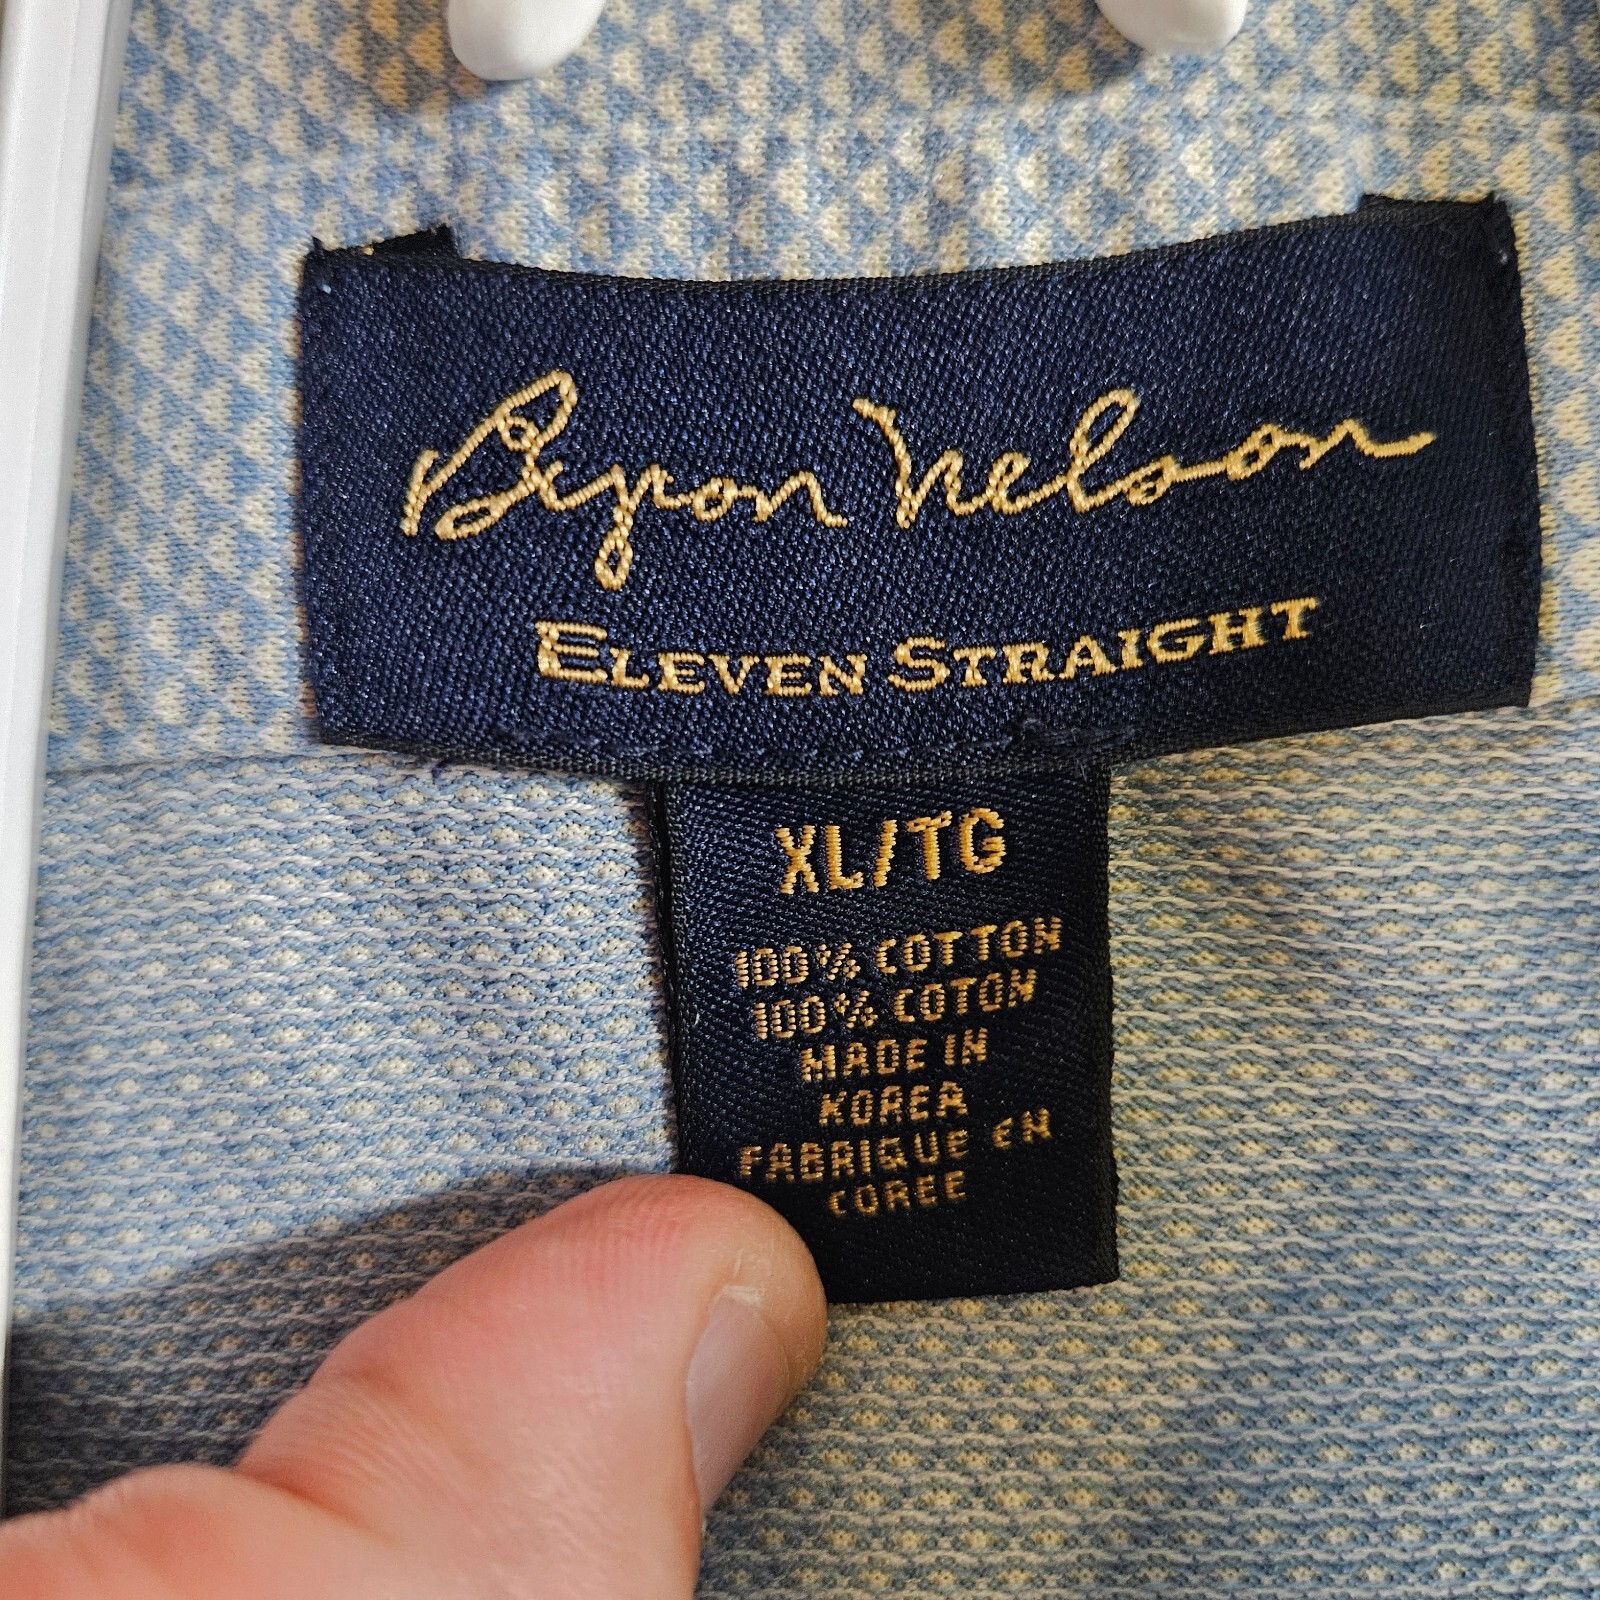 Byron Nelson
ELEVEN STRAIGHT
XL/TG
100% COTTON
100% COTON
MADE IN
KOREA
FABRIQUE EN
COREE